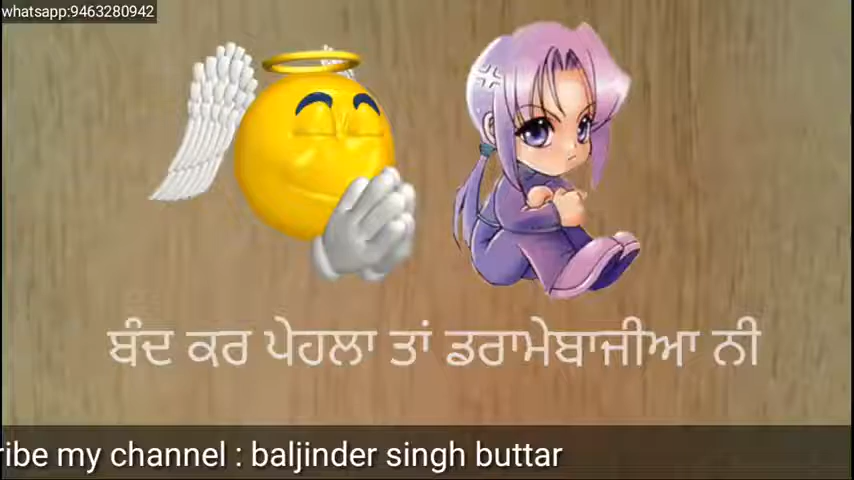 whatsapp:9463280942
ਬੰਦ ਕਰ ਪੇਹਲਾ ਤਾਂ ਡਰਾਮੇਬਾਜੀਆ ਨੀ
ribe my channel : baljinder singh buttar